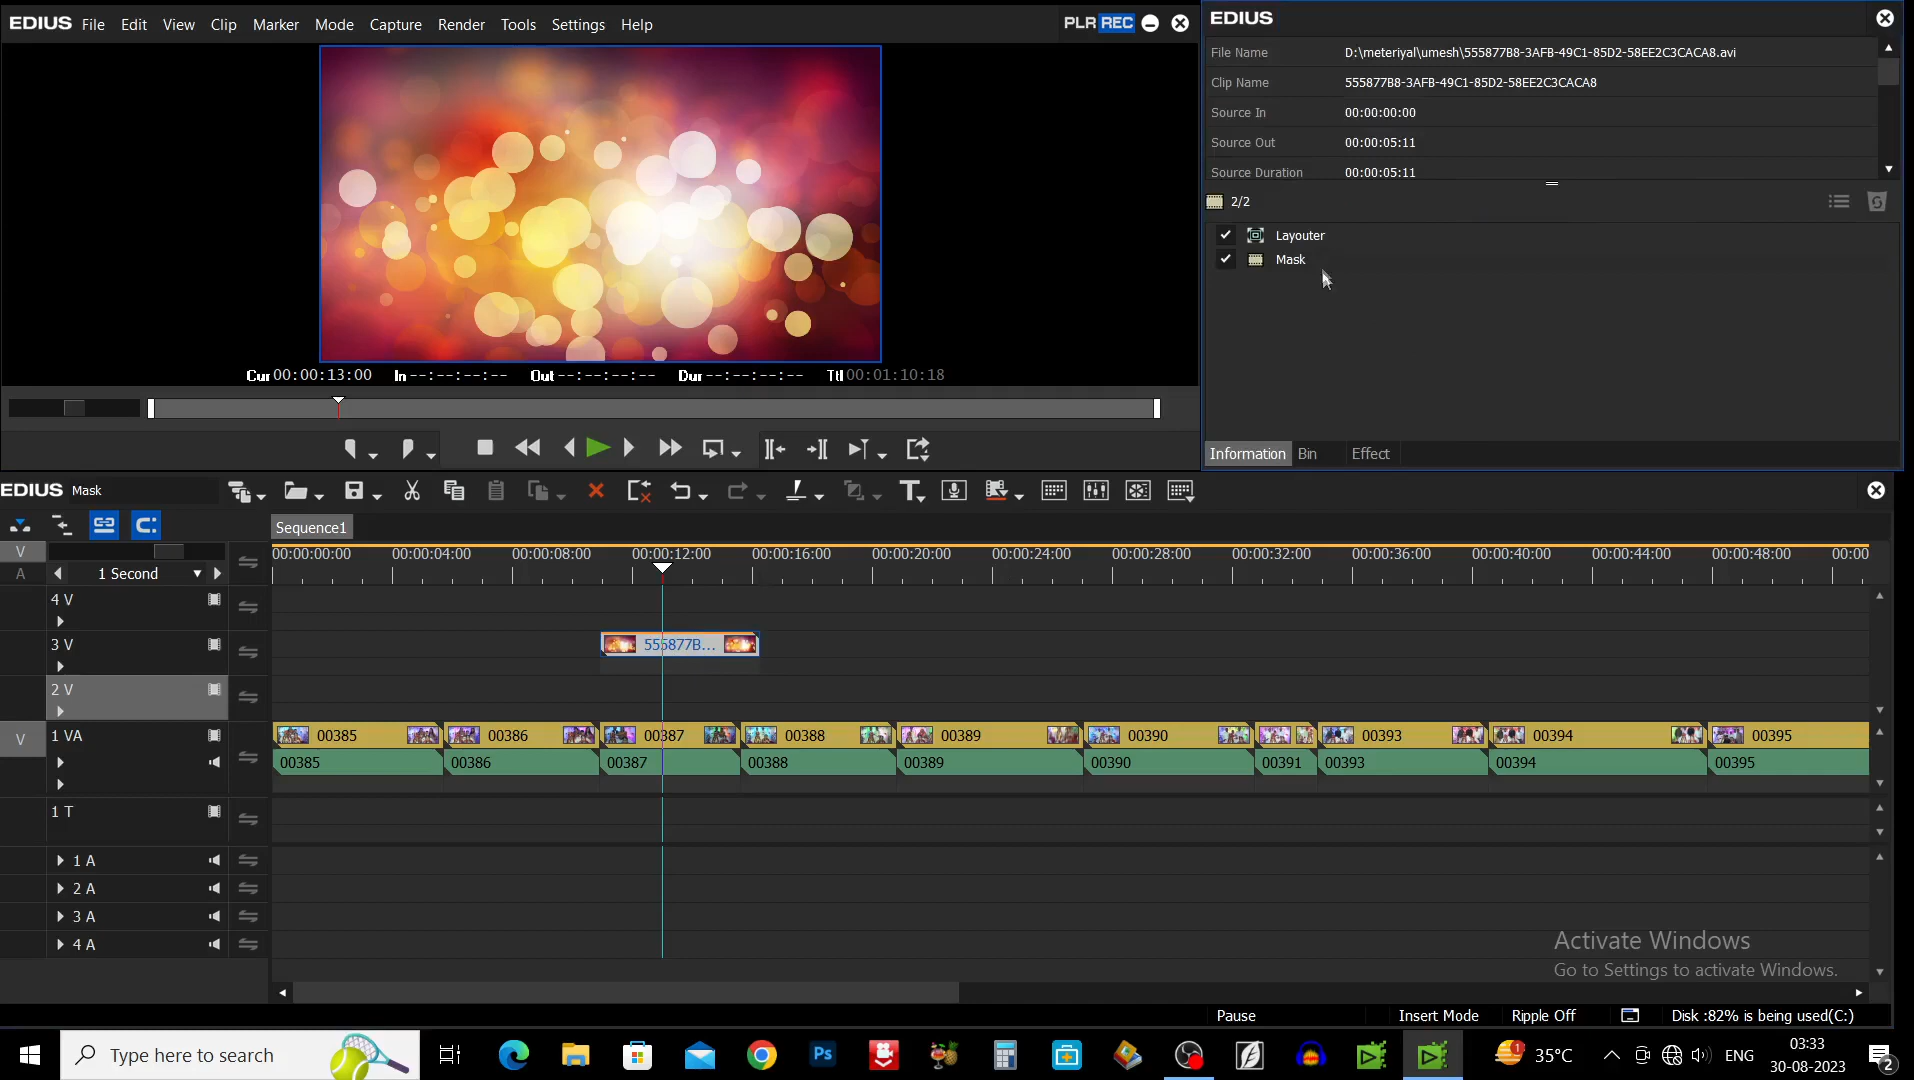 EDIUS File Edit View Clip Marker Mode Capture Render Tools Settings Help PLR REC
EDIUS
File Name D:\meteriyal\umesh\555877B8-3AFB-49C1-85D2-58EE2C3CACA8.avi
Clip Name 555877B8-3AFB-49C1-85D2-58EE2C3CACA8
Source In 00:00:00:00
Source Out 00:00:05:11
Source Duration 00:00:05:11
2/2
Layouter
Mask
Cur 00:00:13:00 In --:--:--:-- Out --:--:--:-- Dur --:--:--:-- Ttl 00:01:10:18
Information Bin Effect
EDIUS Mask
Sequence1
V 00:00:00:00 00:00:04:00 00:00:08:00 00:00:12:00 00:00:16:00 00:00:20:00 00:00:24:00 00:00:28:00 00:00:32:00 00:00:36:00 00:00:40:00 00:00:44:00 00:00:48:00 00:00
A 1 Second
4 V
3 V 555877B...
2 V
V 1 VA 00385 00386 00387 00388 00389 00390 00393 00394 00395
00385 00386 00387 00388 00389 00390 00391 00393 00394 00395
1 T
1 A
2 A
3 A
4 A
Activate Windows
Go to Settings to activate Windows.
Pause Insert Mode Ripple Off Disk :82% is being used(C:)
Type here to search Ps 1 35°C ENG 03:33
30-08-2023 2